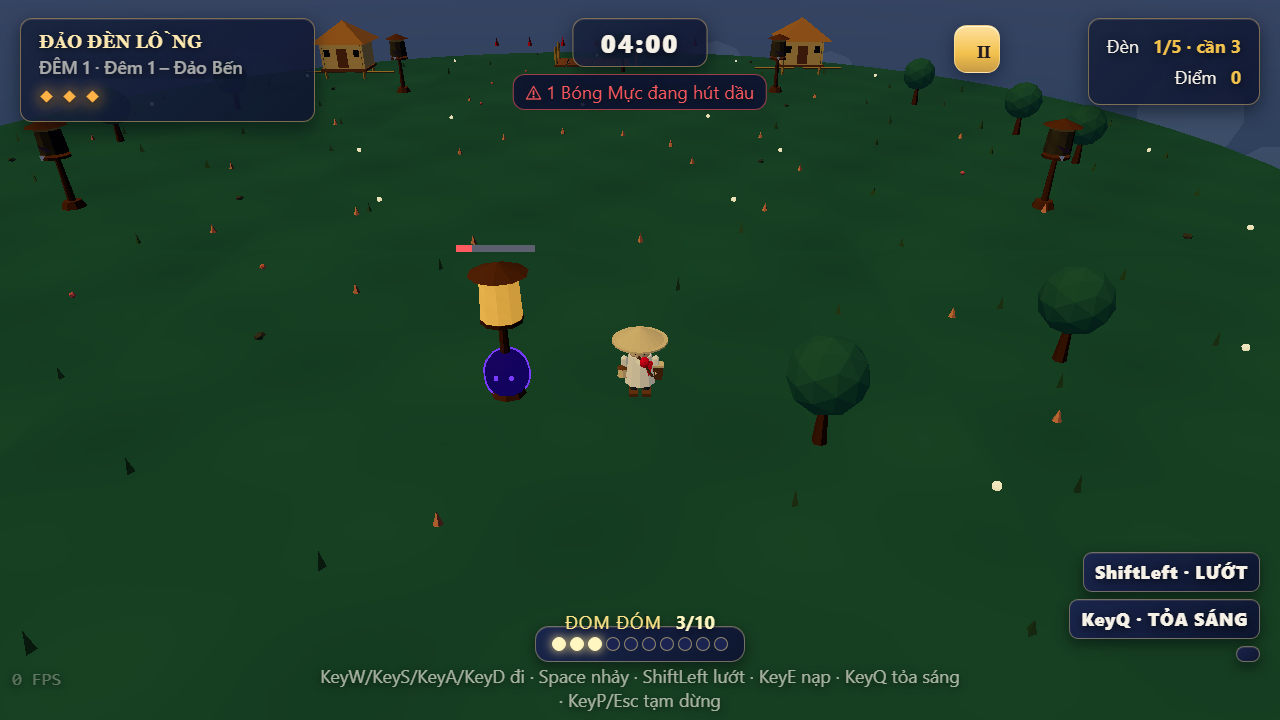 ĐẢO ĐÈN LỒNG
ĐÊM 1 · Đêm 1 – Đảo Bến
04:00
⚠ 1 Bóng Mực đang hút dầu
II
Đèn 1/5 · cần 3
Điểm 0
ShiftLeft · LƯỚT
KeyQ · TỎA SÁNG
ĐOM ĐÓM 3/10
0 FPS
KeyW/KeyS/KeyA/KeyD đi · Space nhảy · ShiftLeft lướt · KeyE nạp · KeyQ tỏa sáng
· KeyP/Esc tạm dừng